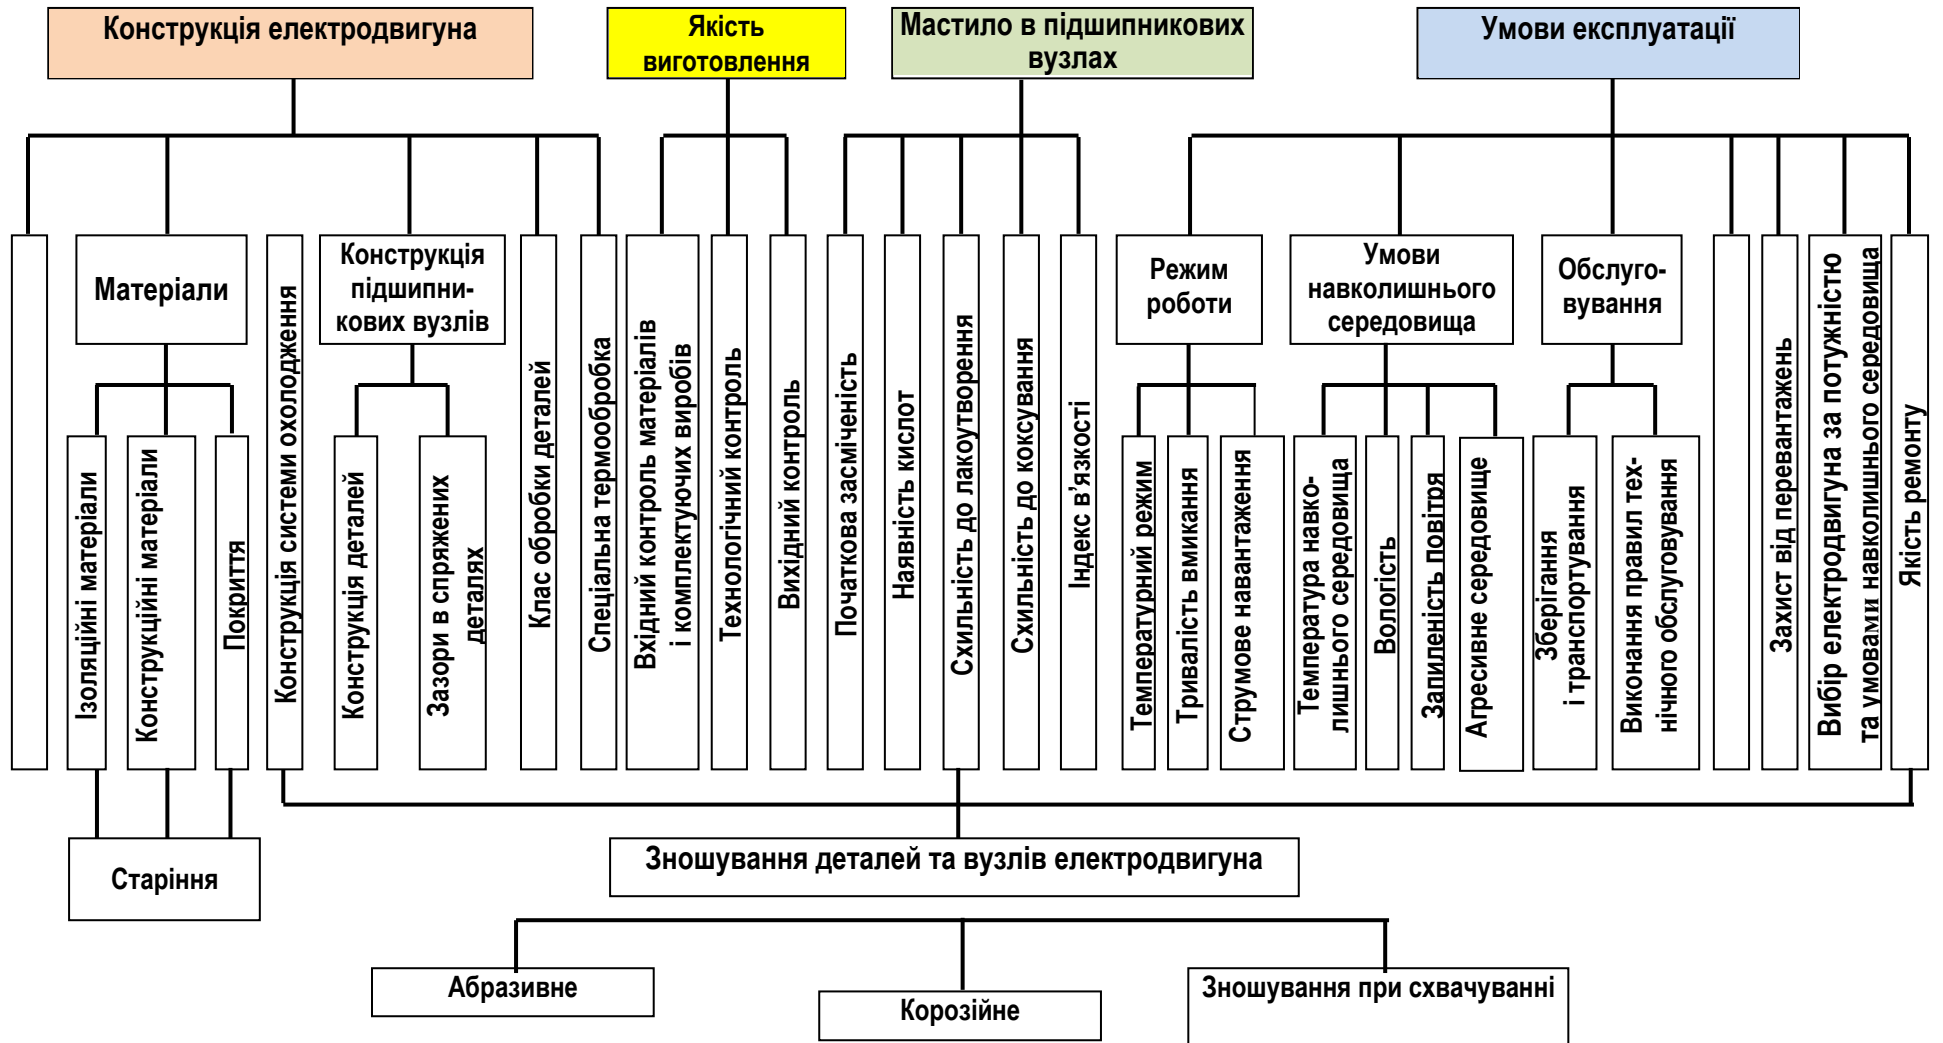 Конструкція електродвигуна
Якість
виготовлення
Мастило в підшипникових
вузлах
Умови експлуатації
Матеріали
Конструкція системи охолодження
Конструкція
підшипни-
кових вузлів
Клас обробки деталей
Спеціальна термообробка
Вхідний контроль матеріалів
і комплектуючих виробів
Технологічний контроль
Вихідний контроль
Початкова засміченість
Наявність кислот
Схильність до лакоутворення
Схильність до коксування
Індекс в’язкості
Режим
роботи
Умови
навколишнього
середовища
Обслуго-
вування
Захист від перевантажень
Вибір електродвигуна за потужністю
та умовами навколишнього середовища
Якість ремонту
Ізоляційні матеріали
Конструкційні матеріали
Покриття
Конструкція деталей
Зазори в спряжених
деталях
Температурний режим
Тривалість вмикання
Струмове навантаження
Температура навко-
лишнього середовища
Вологість
Запиленість повітря
Агресивне середовище
Зберігання
і транспортування
Виконання правил тех-
нічного обслуговування
Старіння
Зношування деталей та вузлів електродвигуна
Абразивне
Корозійне
Зношування при схвачуванні